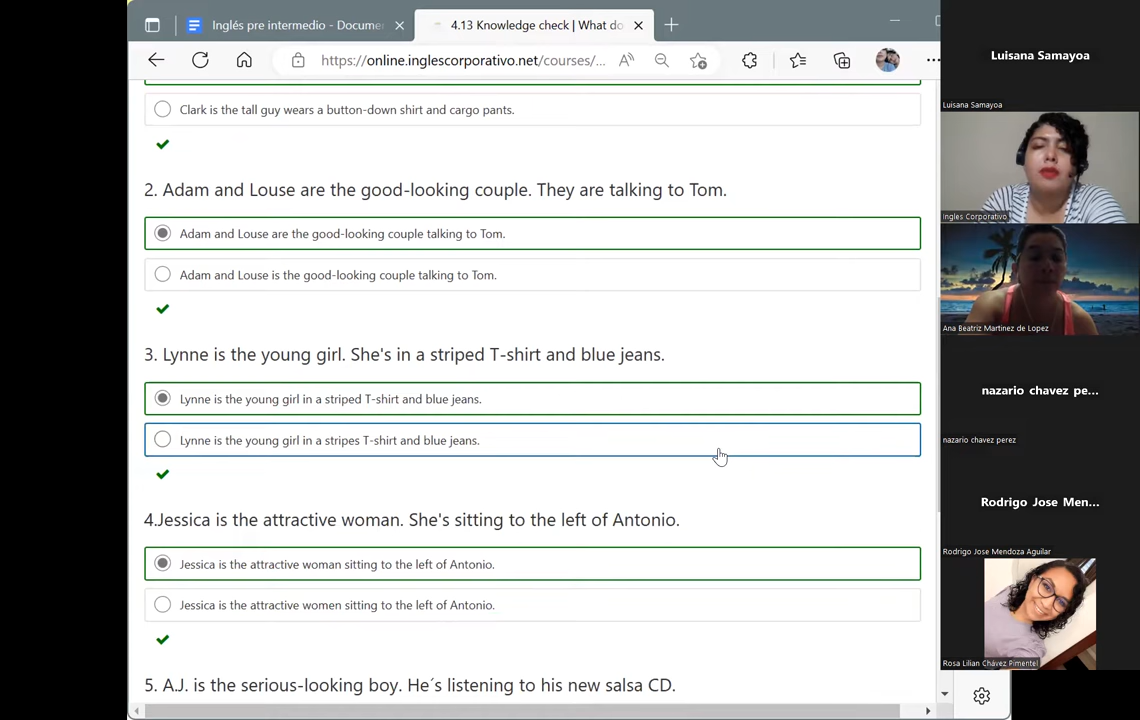 Inglés pre intermedio - Docume
4.13 Knowledge check | What do
https://online.inglescorporativo.net/courses/...
Clark is the tall guy wears a button-down shirt and cargo pants.
2. Adam and Louse are the good-looking couple. They are talking to Tom.
Adam and Louse are the good-looking couple talking to Tom.
Adam and Louse is the good-looking couple talking to Tom.
3. Lynne is the young girl. She's in a striped T-shirt and blue jeans.
Lynne is the young girl in a striped T-shirt and blue jeans.
Lynne is the young girl in a stripes T-shirt and blue jeans.
4.Jessica is the attractive woman. She's sitting to the left of Antonio.
Jessica is the attractive woman sitting to the left of Antonio.
Jessica is the attractive women sitting to the left of Antonio.
5. A.J. is the serious-looking boy. He´s listening to his new salsa CD.
Luisana Samayoa
Luisana Samayoa
Ingles Corporativo
Ana Beatriz Martinez de Lopez
nazario chavez pe...
nazario chavez perez
Rodrigo Jose Men...
Rodrigo Jose Mendoza Aguilar
Rosa Lilian Chávez Pimentel